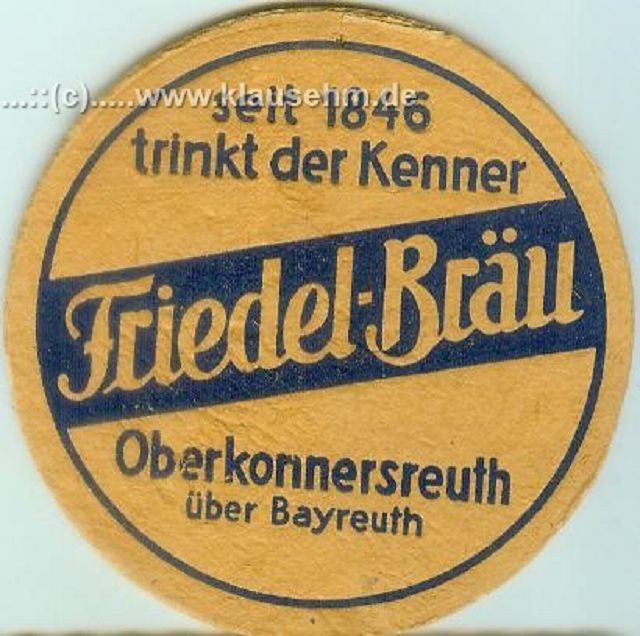 ...::(c).....www.klausehm.de
seit 1846
trinkt der Kenner
Friedel-Bräu
Oberkonnersreuth
über Bayreuth